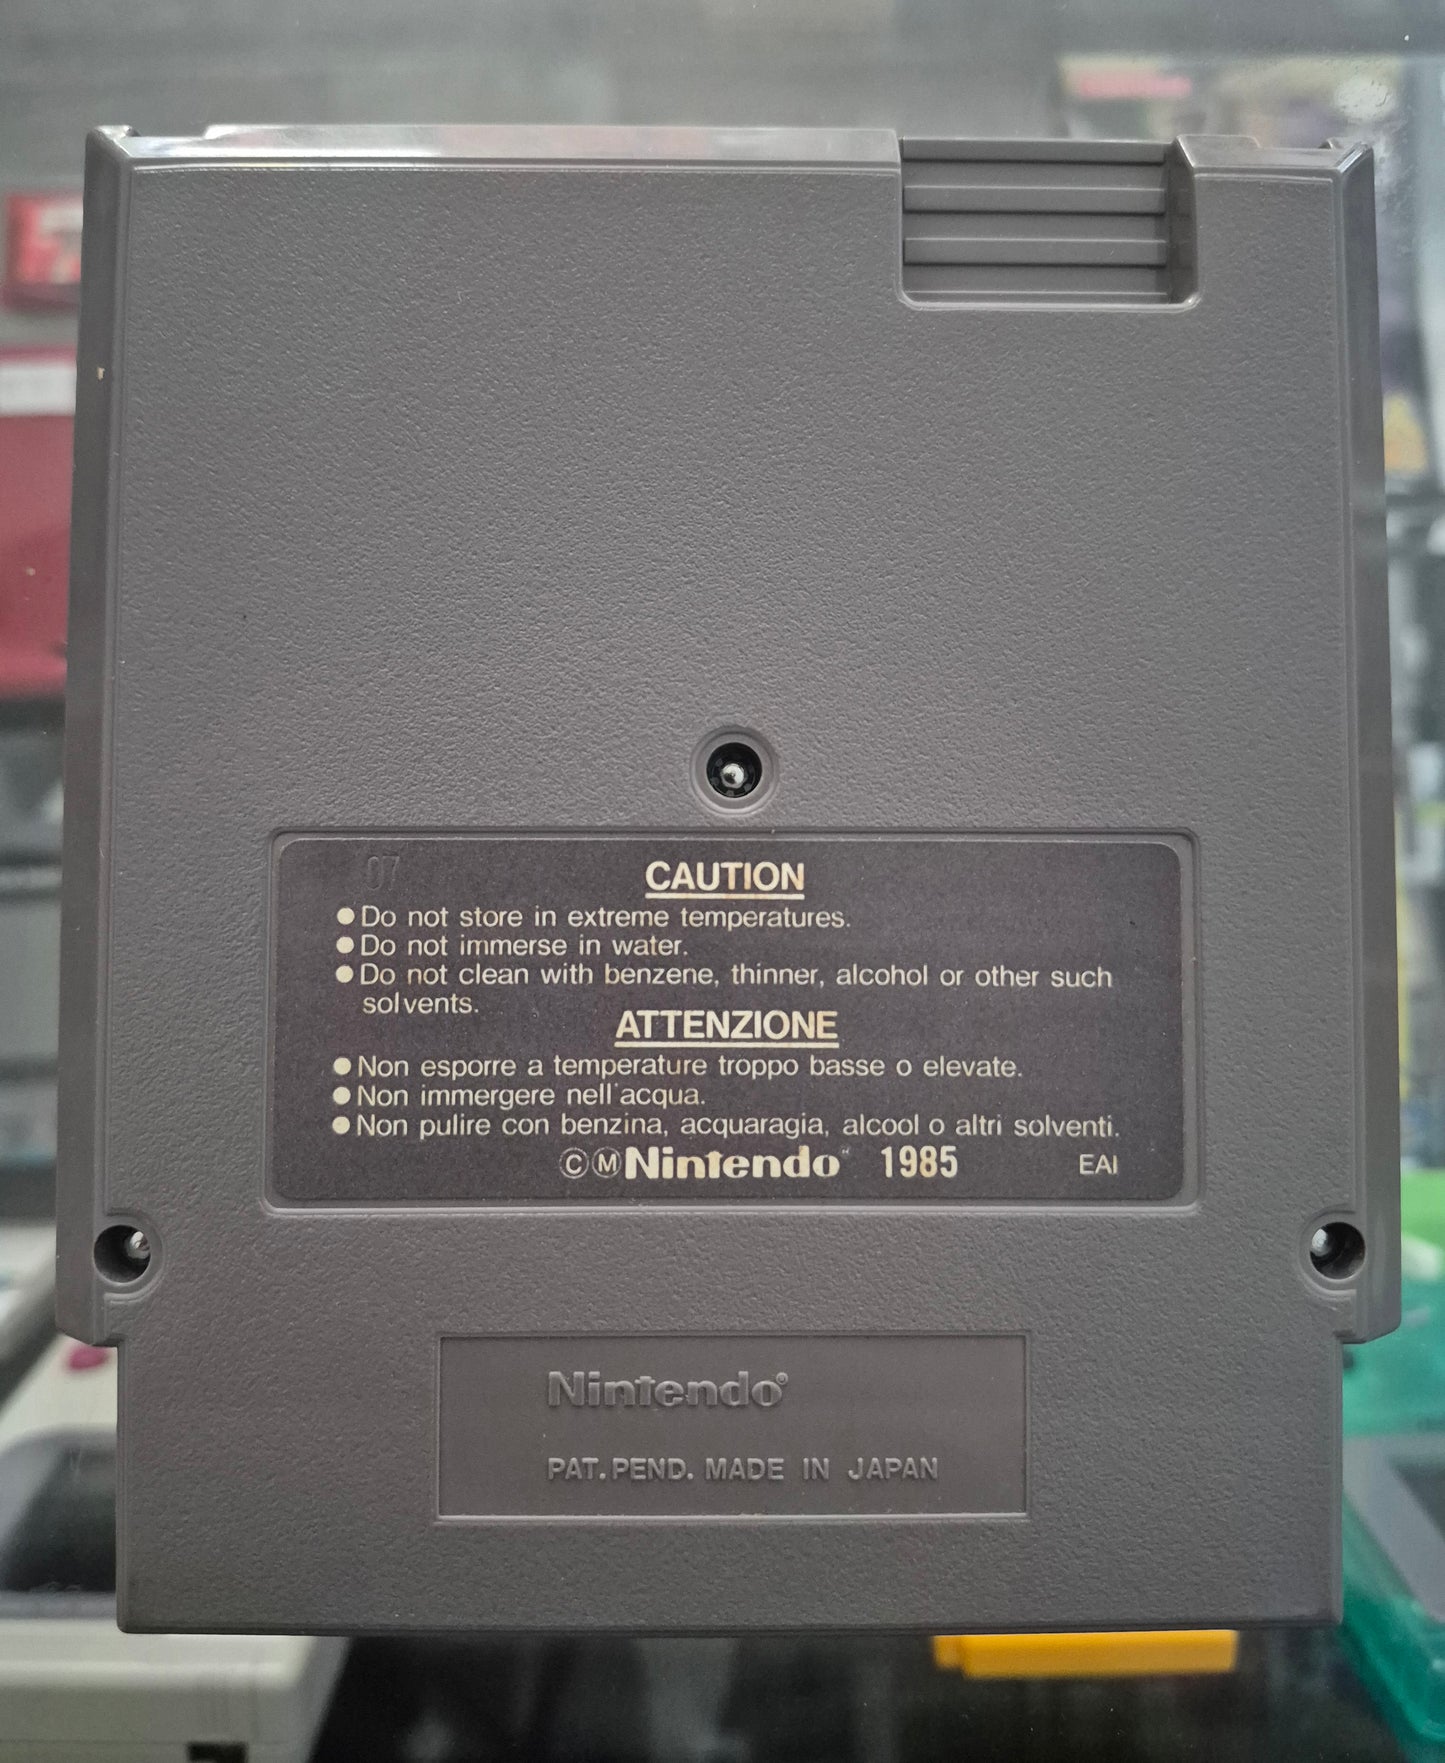 07
CAUTION
●Do not store in extreme temperatures.
●Do not immerse in water.
●Do not clean with benzene, thinner, alcohol or other such
solvents.
ATTENZIONE
●Non esporre a temperature troppo basse o elevate.
●Non immergere nell'acqua.
●Non pulire con benzina, acquaragia, alcool o altri solventi.
ⒸⓂNintendo 1985 EAI
Nintendo®
PAT. PEND. MADE IN JAPAN